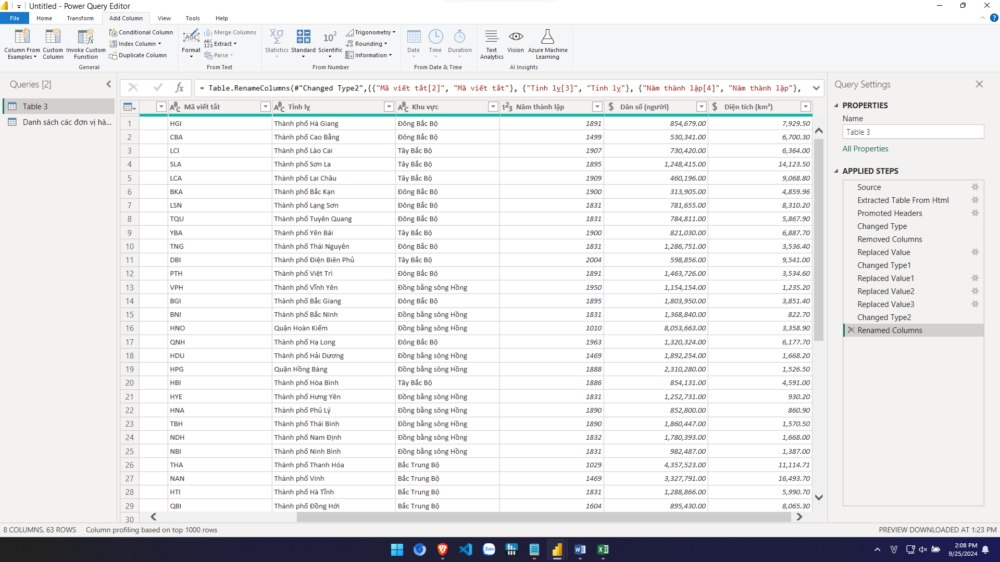 Untitled - Power Query Editor
File Home Transform Add Column View Tools Help
Column From Examples
Custom Column
Invoke Custom Function
Conditional Column
Index Column
Duplicate Column
General
Format
Merge Columns
Extract
Parse
From Text
Statistics
Standard
Scientific
Trigonometry
Rounding
Information
From Number
Date
Time
Duration
From Date & Time
Text Analytics
Vision
Azure Machine Learning
AI Insights
Queries [2]
Table 3
Danh sách các đơn vị hà...
= Table.RenameColumns(#"Changed Type2",{{"Mã viết tắt[2]", "Mã viết tắt"}, {"Tỉnh lỵ[3]", "Tỉnh lỵ"}, {"Năm thành lập[4]", "Năm thành lập"},
Mã viết tắt Tỉnh lỵ Khu vực Năm thành lập Dân số (người) Diện tích (km²)
1 HGI Thành phố Hà Giang Đông Bắc Bộ 1891 854,679.00 7,929.50
2 CBA Thành phố Cao Bằng Đông Bắc Bộ 1499 530,341.00 6,700.30
3 LCI Thành phố Lào Cai Tây Bắc Bộ 1907 730,420.00 6,364.00
4 SLA Thành phố Sơn La Tây Bắc Bộ 1895 1,248,415.00 14,123.50
5 LCA Thành phố Lai Châu Tây Bắc Bộ 1909 460,196.00 9,068.80
6 BKA Thành phố Bắc Kạn Đông Bắc Bộ 1900 313,905.00 4,859.96
7 LSN Thành phố Lạng Sơn Đông Bắc Bộ 1831 781,655.00 8,310.20
8 TQU Thành phố Tuyên Quang Đông Bắc Bộ 1831 784,811.00 5,867.90
9 YBA Thành phố Yên Bái Tây Bắc Bộ 1900 821,030.00 6,887.70
10 TNG Thành phố Thái Nguyên Đông Bắc Bộ 1831 1,286,751.00 3,536.40
11 DBI Thành phố Điện Biên Phủ Tây Bắc Bộ 2004 598,856.00 9,541.00
12 PTH Thành phố Việt Trì Đông Bắc Bộ 1891 1,463,726.00 3,534.60
13 VPH Thành phố Vĩnh Yên Đồng bằng sông Hồng 1950 1,154,154.00 1,235.20
14 BGI Thành phố Bắc Giang Đông Bắc Bộ 1895 1,803,950.00 3,851.40
15 BNI Thành phố Bắc Ninh Đồng bằng sông Hồng 1831 1,368,840.00 822.70
16 HNO Quận Hoàn Kiếm Đồng bằng sông Hồng 1010 8,053,663.00 3,358.90
17 QNH Thành phố Hạ Long Đông Bắc Bộ 1963 1,320,324.00 6,177.70
18 HDU Thành phố Hải Dương Đồng bằng sông Hồng 1469 1,892,254.00 1,668.20
19 HPG Quận Hồng Bàng Đồng bằng sông Hồng 1888 2,310,280.00 1,526.50
20 HBI Thành phố Hòa Bình Tây Bắc Bộ 1886 854,131.00 4,591.00
21 HYE Thành phố Hưng Yên Đồng bằng sông Hồng 1831 1,252,731.00 930.20
22 HNA Thành phố Phủ Lý Đồng bằng sông Hồng 1890 852,800.00 860.90
23 TBH Thành phố Thái Bình Đồng bằng sông Hồng 1890 1,860,447.00 1,570.50
24 NDH Thành phố Nam Định Đồng bằng sông Hồng 1832 1,780,393.00 1,668.00
25 NBI Thành phố Ninh Bình Đồng bằng sông Hồng 1831 982,487.00 1,387.00
26 THA Thành phố Thanh Hóa Bắc Trung Bộ 1029 4,357,523.00 11,114.71
27 NAN Thành phố Vinh Bắc Trung Bộ 1469 3,327,791.00 16,493.70
28 HTI Thành phố Hà Tĩnh Bắc Trung Bộ 1831 1,288,866.00 5,990.70
29 QBI Thành phố Đồng Hới Bắc Trung Bộ 1604 895,430.00 8,065.30
30
Query Settings
PROPERTIES
Name
Table 3
All Properties
APPLIED STEPS
Source
Extracted Table From Html
Promoted Headers
Changed Type
Removed Columns
Replaced Value
Changed Type1
Replaced Value1
Replaced Value2
Replaced Value3
Changed Type2
Renamed Columns
8 COLUMNS, 63 ROWS Column profiling based on top 1000 rows
PREVIEW DOWNLOADED AT 1:23 PM
Zalo
2:08 PM
9/25/2024